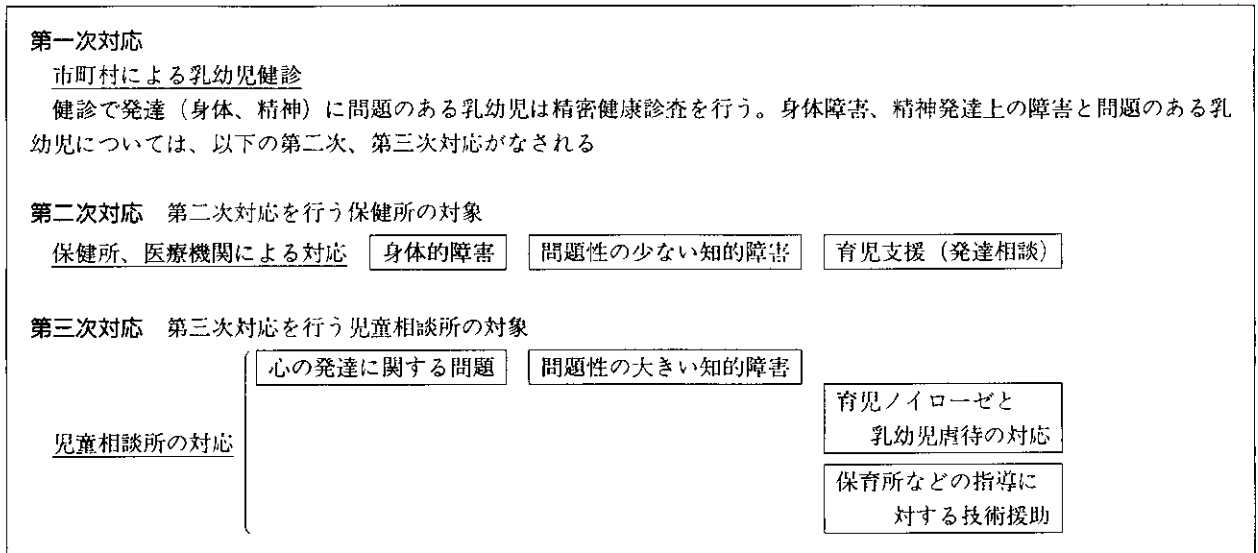 第一次対応
市町村による乳幼児健診
健診で発達（身体、精神）に問題のある乳幼児は精密健康診査を行う。身体障害、精神発達上の障害と問題のある乳
幼児については、以下の第二次、第三次対応がなされる
第二次対応　第二次対応を行う保健所の対象
保健所、医療機関による対応　身体的障害　問題性の少ない知的障害　育児支援（発達相談）
第三次対応　第三次対応を行う児童相談所の対象
心の発達に関する問題　問題性の大きい知的障害
児童相談所の対応
育児ノイローゼと
乳幼児虐待の対応
保育所などの指導に
対する技術援助